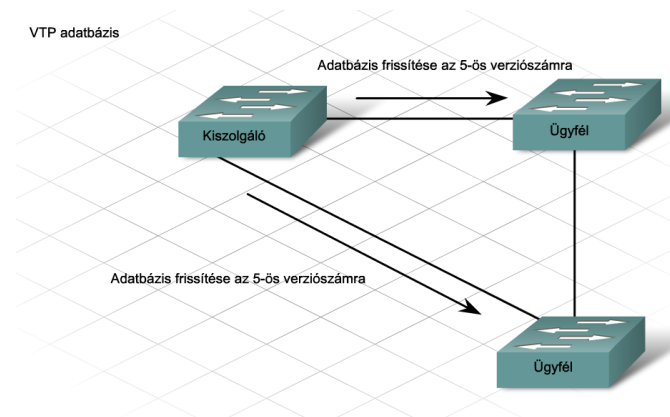 VTP adatbázis
Adatbázis frissítése az 5-ös verziószámra
Kiszolgáló
Ügyfél
Adatbázis frissítése az 5-ös verziószámra
Ügyfél